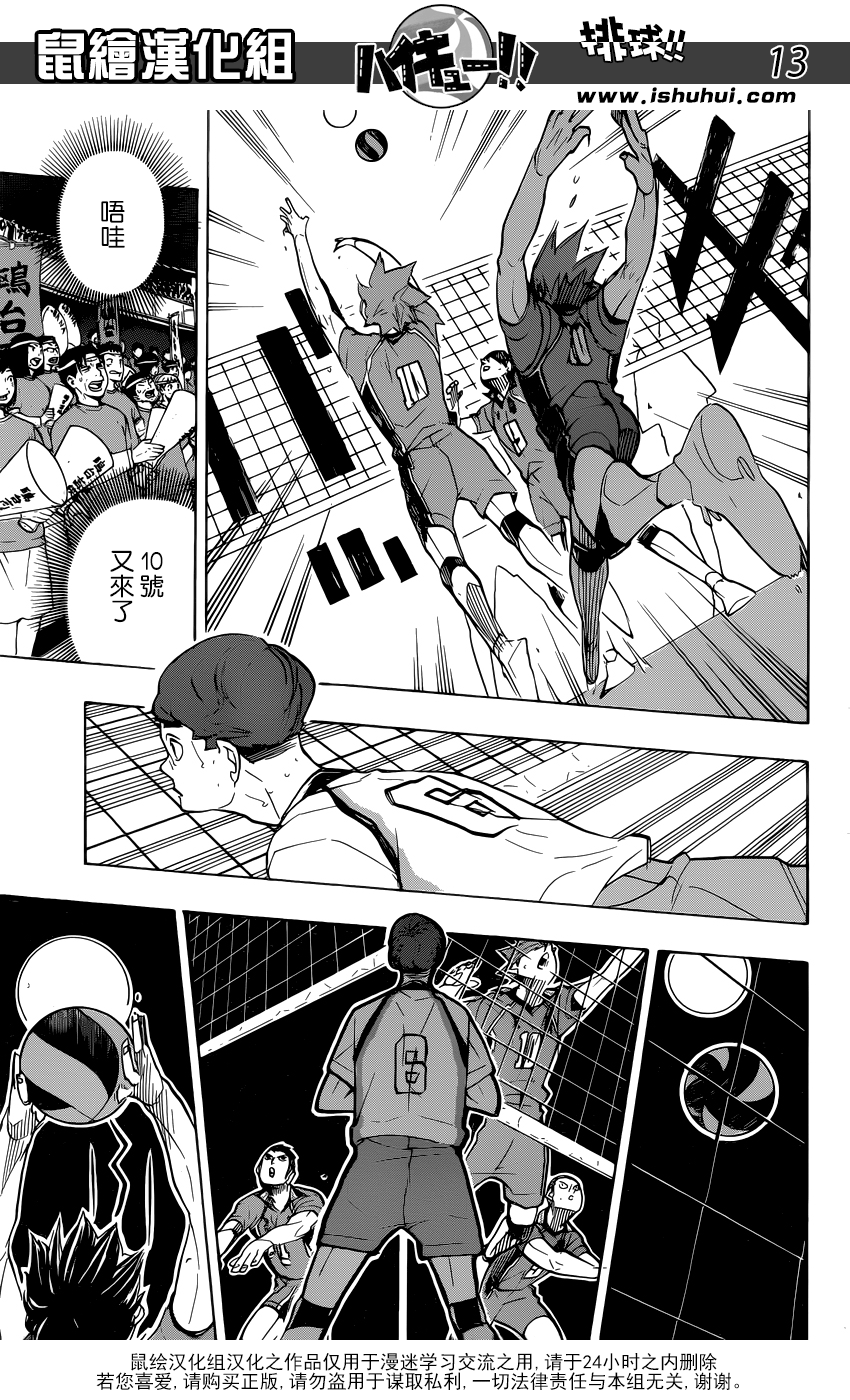 鼠繪漢化組
ハイキュー!!
排球!!
13
www.ishuhui.com
10
唔
哇
鷗
台
10號
又來
了
10
鼠绘汉化组汉化之作品仅用于漫迷学习交流之用,请于24小时之内删除
若您喜爱,请购买正版,请勿盗用于谋取私利,一切法律责任与本组无关,谢谢。